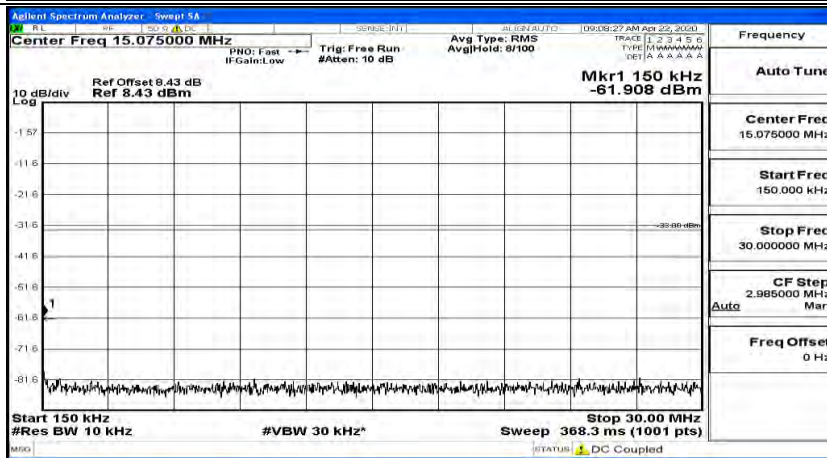 Agilent Spectrum Analyzer - Swept SA
RL RF 50 Ω DC SENSE:INT ALIGN AUTO 09:08:27 AM Apr 22, 2020
Center Freq 15.075000 MHz
PNO: Fast
IFGain:Low
Trig: Free Run
#Atten: 10 dB
Avg Type: RMS
Avg|Hold: 8/100
TRACE 1 2 3 4 5 6
TYPE M
DET A A A A A A
Ref Offset 8.43 dB
10 dB/div Ref 8.43 dBm
Log
Mkr1 150 kHz
-61.908 dBm
-1.57
-11.6
-21.6
-31.6
-33.00 dBm
-41.6
-51.6
1
-61.6
-71.6
-81.6
Start 150 kHz
Stop 30.00 MHz
#Res BW 10 kHz
#VBW 30 kHz*
Sweep 368.3 ms (1001 pts)
MSG
STATUS DC Coupled
Frequency
Auto Tune
Center Freq
15.075000 MHz
Start Freq
150.000 kHz
Stop Freq
30.000000 MHz
CF Step
2.985000 MHz
Auto Man
Freq Offset
0 Hz